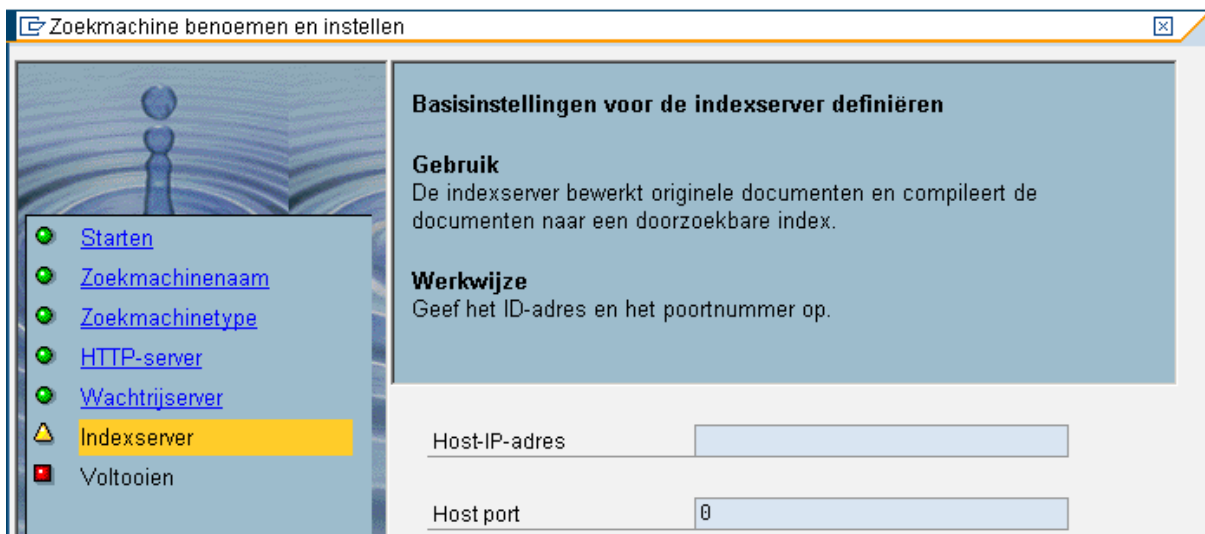 Zoekmachine benoemen en instellen
Basisinstellingen voor de indexserver definiëren
Gebruik
De indexserver bewerkt originele documenten en compileert de
documenten naar een doorzoekbare index.
Werkwijze
Geef het ID-adres en het poortnummer op.
Starten
Zoekmachinenaam
Zoekmachinetype
HTTP-server
Wachtrijserver
Indexserver
Voltooien
Host-IP-adres
Host port 0